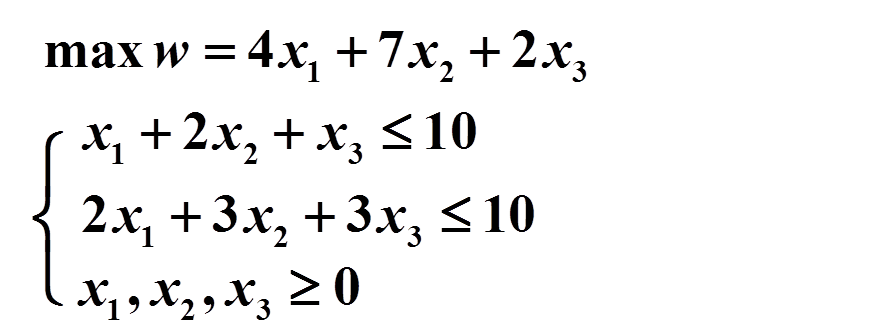 max w = 4x₁ + 7x₂ + 2x₃
x₁ + 2x₂ + x₃ ≤ 10
2x₁ + 3x₂ + 3x₃ ≤ 10
x₁, x₂, x₃ ≥ 0